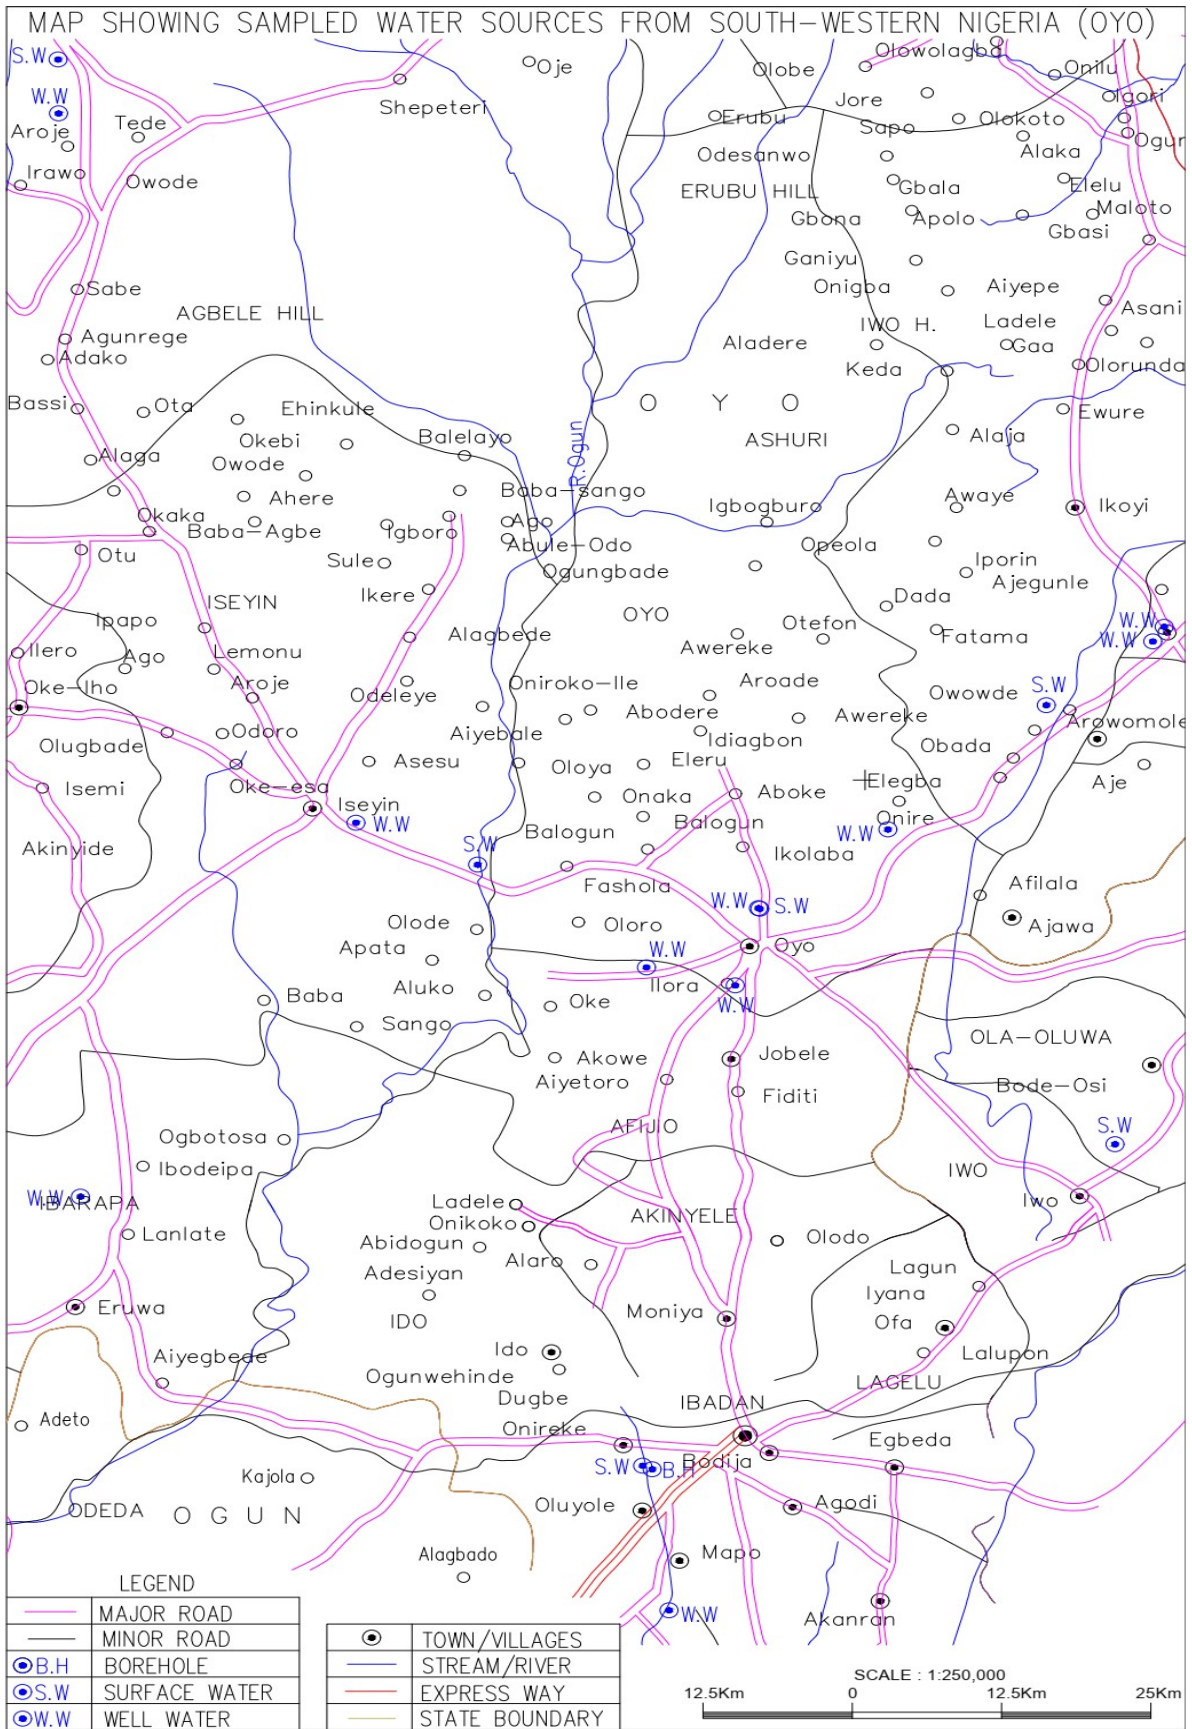 MAP SHOWING SAMPLED WATER SOURCES FROM SOUTH-WESTERN NIGERIA (OYO)
S.W
Oje
Olobe
Olowolagba
Onilu
W.W
Shepeteri
Jore
Oigori
Aroje
Tede
Erubu
Sapo
Olokoto
Ogur
Odesanwo
Alaka
Irawo
Owode
ERUBU HILL
Gbala
Elelu
Gbona
Apolo
Maloto
Gbasi
Ganiyu
Sabe
Onigba
Aiyepe
AGBELE HILL
Asani
IWO H.
Ladele
Agunrege
Aladere
Gaa
Adako
Keda
Olorunda
Bassi
Ota
Ehinkule
O Y O
Ewure
Okebi
Balelayo
ASHURI
Alaja
Alaga
Owode
R.Ogun
Ahere
Baba-sango
Igbogburo
Awaye
Ikoyi
Okaka
Baba-Agbe
Igboro
Ago
Otu
Abule-Odo
Opeola
Iporin
Sule
Ogungbade
Ajegunle
ISEYIN
Ikere
Dada
Ipapo
OYO
Otefon
W.W
Alagbede
Fatama
W.W
Illero
Ago
Lemonu
Awereke
Oke-Iho
Aroje
Odeleye
Oniroko-Ile
Aroade
Owowde
S.W
Abodere
Awereke
Arowomole
Olugbade
Odoro
Aiyebale
Idiagbon
Obada
Asesu
Oloya
Eleru
Aje
Isemi
Oke-esa
Elegba
Iseyin
Onaka
Aboke
Onire
W.W
Balogun
Balogun
W.W
Akinyide
S.W
Ikolaba
Fashola
Afilala
W.W
S.W
Olode
Oloro
Ajawa
Apata
W.W
Oyo
Aluko
Ilora
Baba
Oke
W.W
Sango
OLA-OLUWA
Akowe
Jobele
Aiyetoro
Bode-Osi
Fiditi
AFIJIO
S.W
Ogbotosa
Ibodeipa
IWO
W.W
IBARAPA
Ladele
Iwo
Onikoko
AKINYELE
Lanlate
Abidogun
Olodo
Alaro
Adesiyan
Lagun
Iyana
Eruwa
IDO
Moniya
Ofa
Ido
Lalupon
Aiyegbede
Ogunwehinde
LAGELU
Dugbe
IBADAN
Adeto
Onireke
Egbeda
Kajola
S.W
B.H
Bodija
ODEDA
O G U N
Oluyole
Agodi
Alagbado
Mapo
W.W
Akanran
LEGEND
MAJOR ROAD
MINOR ROAD
B.H BOREHOLE
S.W SURFACE WATER
W.W WELL WATER
TOWN/VILLAGES
STREAM/RIVER
EXPRESS WAY
STATE BOUNDARY
SCALE : 1:250,000
12.5Km 0 12.5Km 25Km